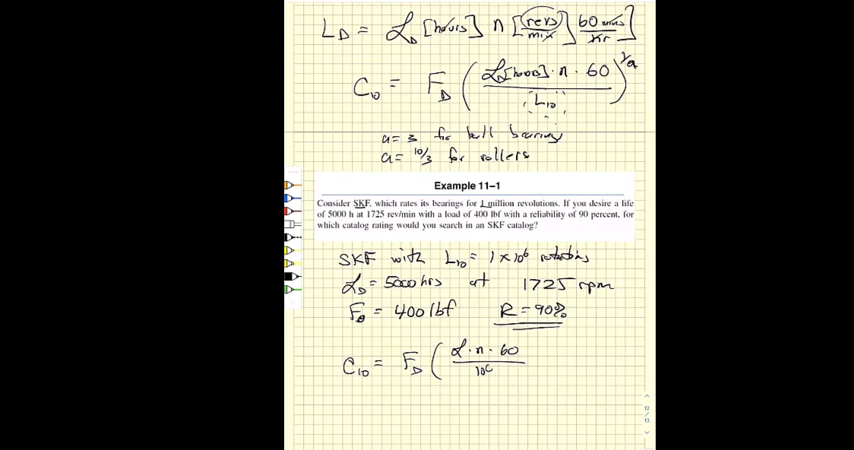 L_D = ℒ_D [hours] n [revs/min] [60 mins/hr]
C_10 = F_D (ℒ_D[hours] · n · 60 / L_10)^(1/a)
a = 3 for ball bearings
a = 10/3 for rollers
Example 11–1
Consider SKF, which rates its bearings for 1 million revolutions. If you desire a life
of 5000 h at 1725 rev/min with a load of 400 lbf with a reliability of 90 percent, for
which catalog rating would you search in an SKF catalog?
SKF with L_10 = 1 × 10^6 rotations
ℒ_D = 5000 hrs at 1725 rpm
F_D = 400 lbf R = 90%
C_10 = F_D (ℒ · n · 60 / 10^6